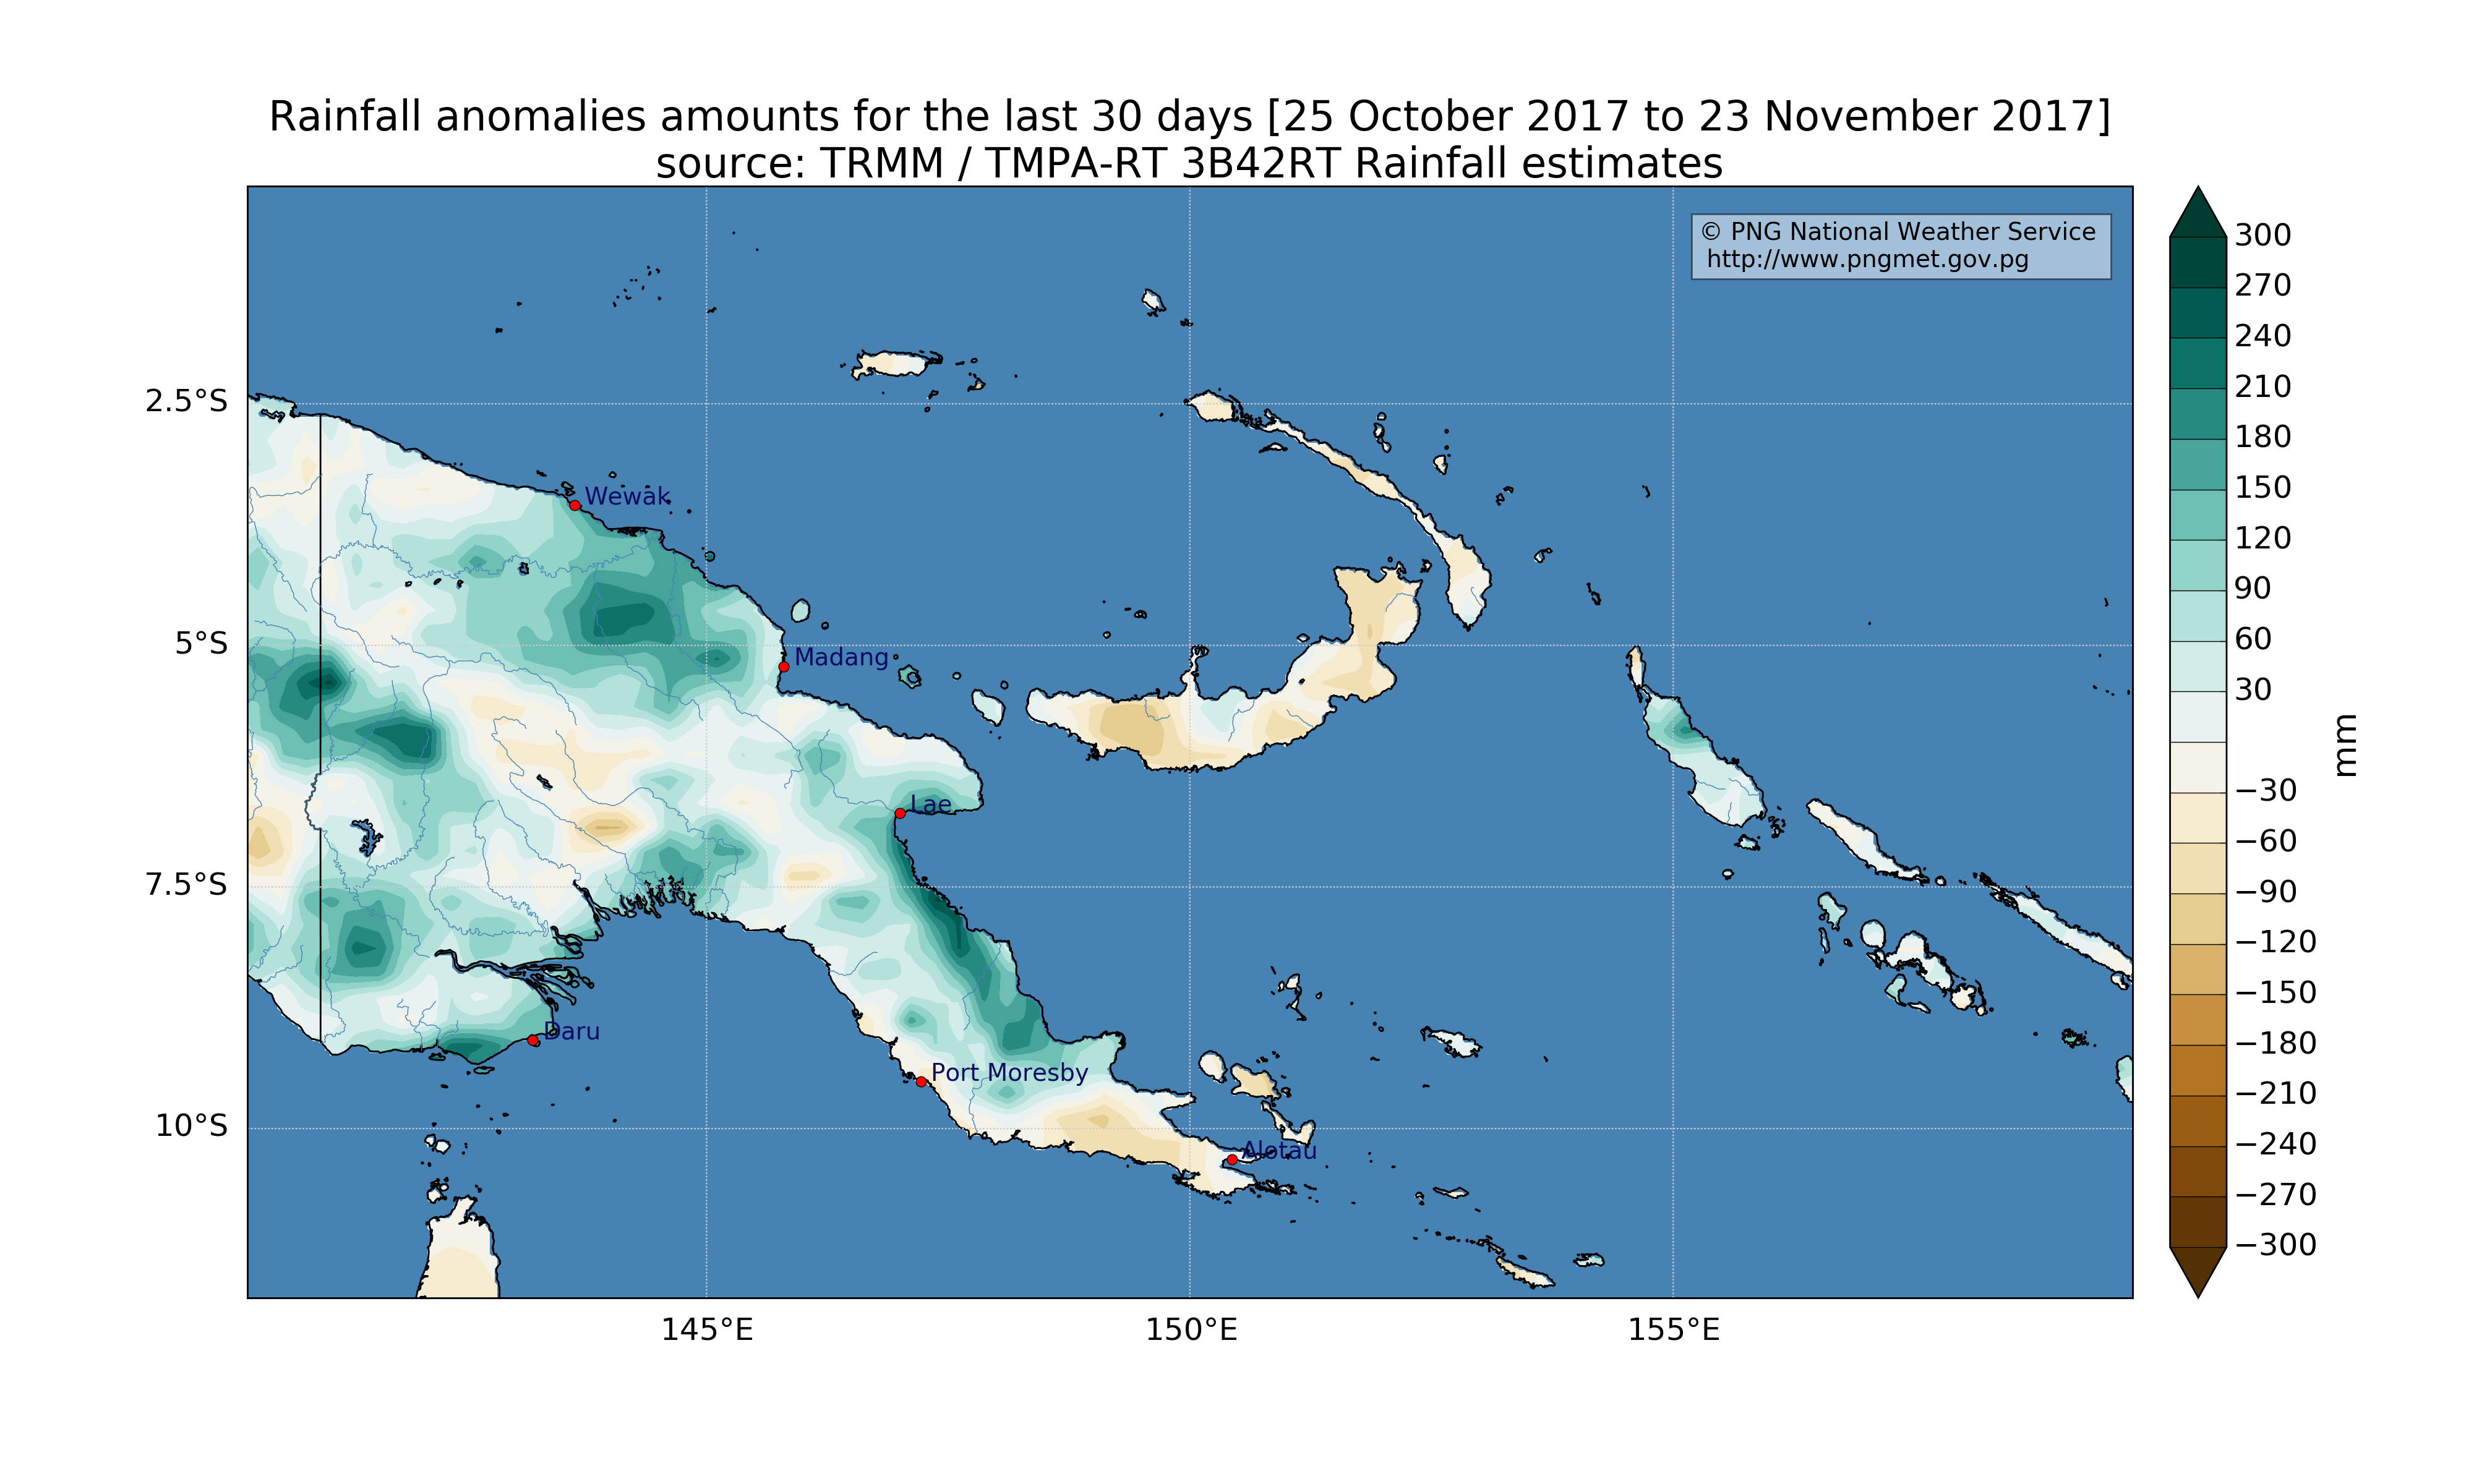 Rainfall anomalies amounts for the last 30 days [25 October 2017 to 23 November 2017]
source: TRMM / TMPA-RT 3B42RT Rainfall estimates
© PNG National Weather Service
http://www.pngmet.gov.pg
2.5°S
5°S
7.5°S
10°S
145°E
150°E
155°E
Wewak
Madang
Lae
Daru
Port Moresby
Alotau
300
270
240
210
180
150
120
90
60
30
−30
−60
−90
−120
−150
−180
−210
−240
−270
−300
mm